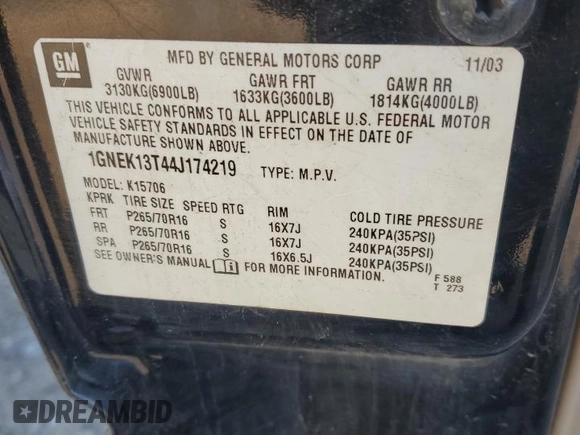 GM
MFD BY GENERAL MOTORS CORP 11/03
GVWR GAWR FRT GAWR RR
3130KG(6900LB) 1633KG(3600LB) 1814KG(4000LB)
THIS VEHICLE CONFORMS TO ALL APPLICABLE U.S. FEDERAL MOTOR
VEHICLE SAFETY STANDARDS IN EFFECT ON THE DATE OF
MANUFACTURE SHOWN ABOVE.
1GNEK13T44J174219 TYPE: M.P.V.
MODEL: K15706
KPRK TIRE SIZE SPEED RTG RIM COLD TIRE PRESSURE
FRT P265/70R16 S 16X7J 240KPA(35PSI)
RR P265/70R16 S 16X7J 240KPA(35PSI)
SPA P265/70R16 S 16X6.5J 240KPA(35PSI)
SEE OWNER'S MANUAL FOR MORE INFORMATION.
F 588
T 273
DREAMBID